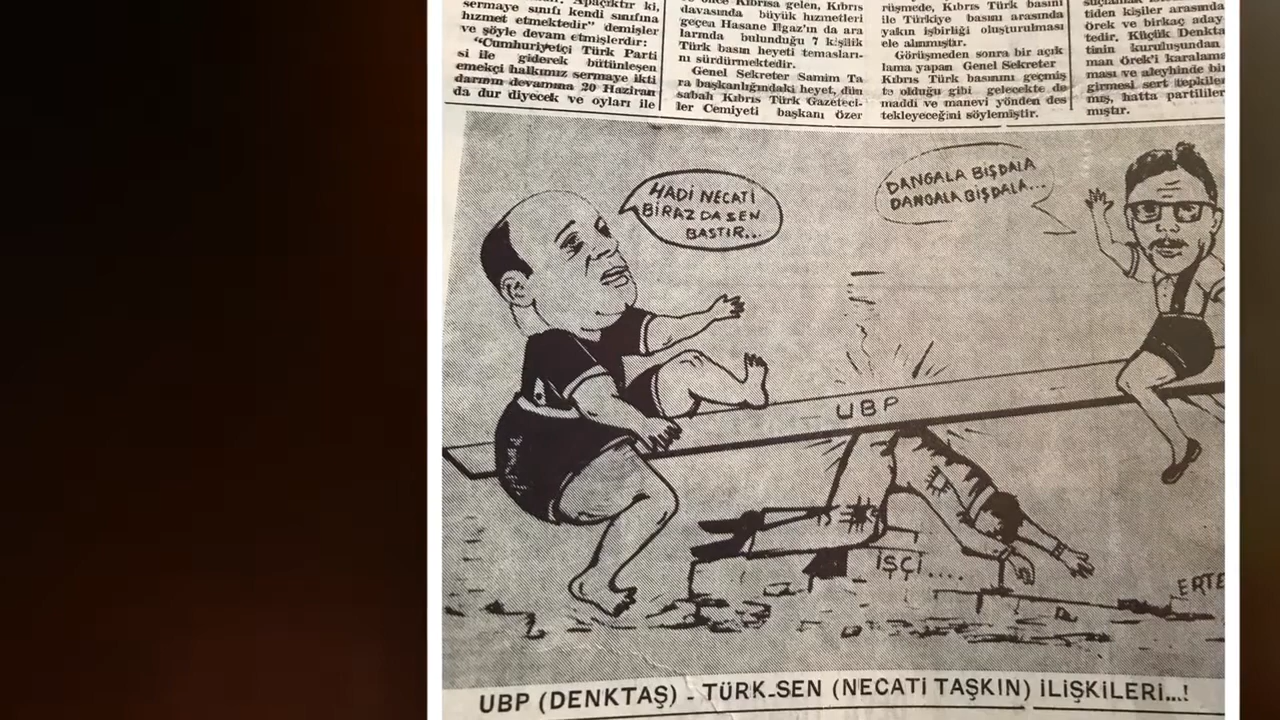 sermaye sınıfı kendi sınıfına
hizmet etmektedir" demişler
ve şöyle devam etmişlerdir:
"Cumhuriyetçi Türk Parti
si ile giderek bütünleşen
emekçi halkımız sermaye ikti
darının devamına 20 Haziran
da dur diyecek ve oyları ile
Kıbrısa gelen, Kıbrıs
davasında büyük hizmetleri
geçen Hasane Ilgaz'ın da ara
larında bulunduğu 7 kişilik
Türk basın heyeti temasları-
nı sürdürmektedir.
Genel Sekreter Samim Ta
ra başkanlığındaki heyet, dün
sabah Kıbrıs Türk Gazeteci-
ler Cemiyeti başkanı özer
rüşmede, Kıbrıs Türk basını
ile Türkiye basını arasında
yakın işbirliği oluşturulması
ele alınmıştır.
Görüşmeden sonra bir açık
lama yapan Genel Sekreter
Kıbrıs Türk basınını geçmiş
te olduğu gibi gelecekte de
maddi ve manevi yönden des
tekleyeceğini söylemiştir.
tiden kişiler arasında
örek ve birkaç aday
tedir. Küçük Denkta
tinin kuruluşundan
man örek'i karalama
ması ve aleyhinde bir
girmesi sert tepkiler
miş, hatta partililer
mıştır.
HADİ NECATİ
BİRAZ DA SEN
BASTIR...
DANGALA BİŞDALA
DANGALA BİŞDALA...
UBP
İŞÇİ....
ERTE
UBP (DENKTAŞ) - TÜRK-SEN (NECATİ TAŞKIN) İLİŞKİLERİ...!